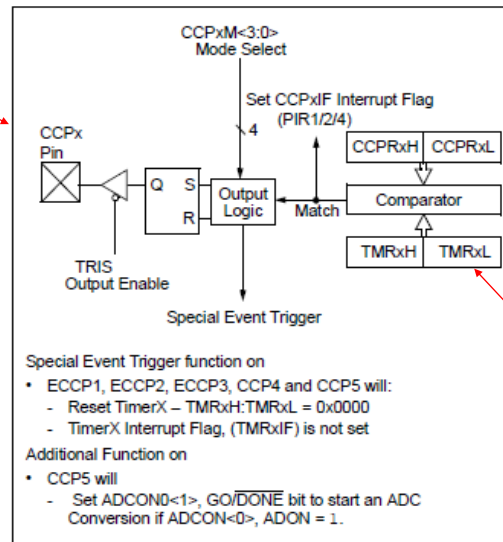 CCPxM<3:0>
Mode Select
Set CCPxIF Interrupt Flag
(PIR1/2/4)
CCPx
Pin
4
CCPRxH CCPRxL
Q S
R
Output
Logic
Match
Comparator
TMRxH TMRxL
TRIS
Output Enable
Special Event Trigger
Special Event Trigger function on
• ECCP1, ECCP2, ECCP3, CCP4 and CCP5 will:
- Reset TimerX – TMRxH:TMRxL = 0x0000
- TimerX Interrupt Flag, (TMRxIF) is not set
Additional Function on
• CCP5 will
- Set ADCON0<1>, GO/DONE bit to start an ADC
Conversion if ADCON<0>, ADON = 1.